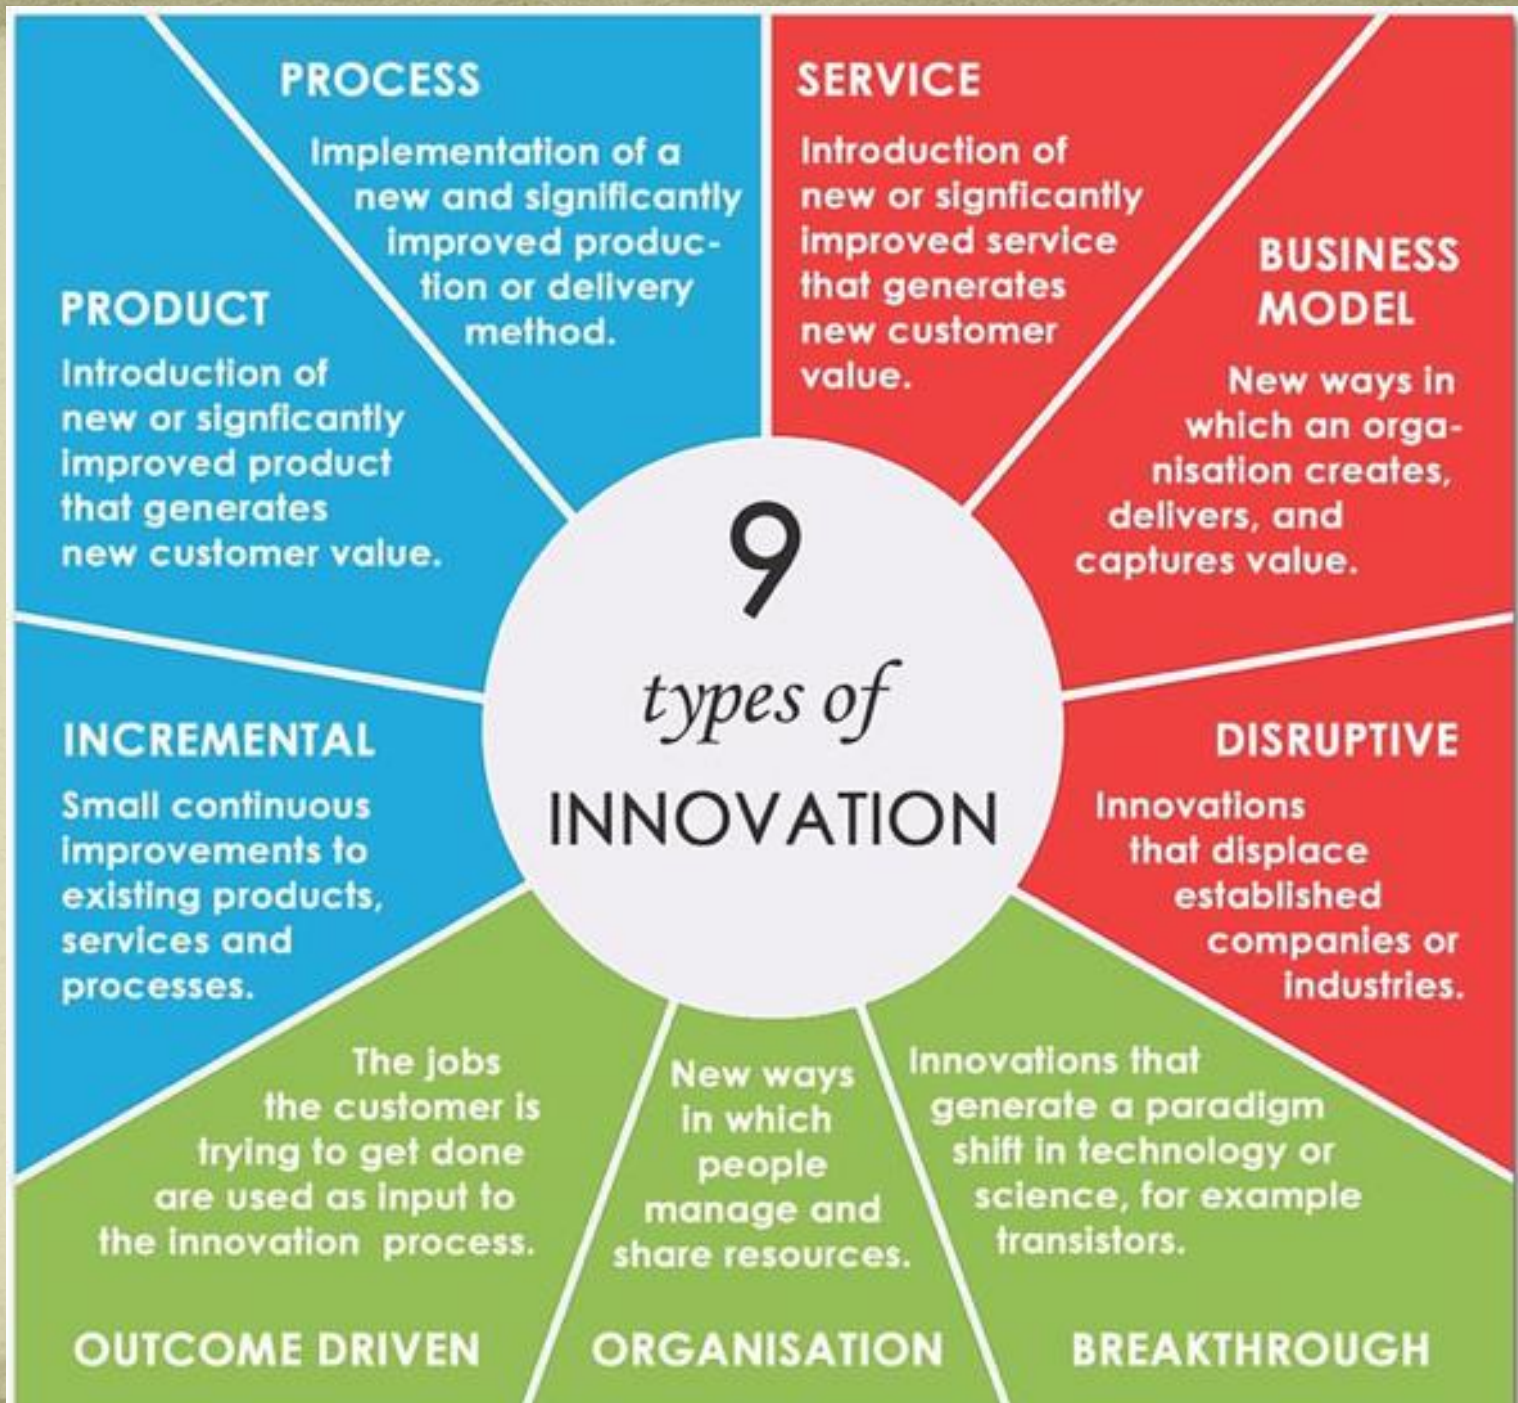 PROCESS
Implementation of a
new and significantly
improved produc-
tion or delivery
method.
SERVICE
Introduction of
new or signficantly
improved service
that generates
new customer
value.
BUSINESS
MODEL
New ways in
which an orga-
nisation creates,
delivers, and
captures value.
PRODUCT
Introduction of
new or signficantly
improved product
that generates
new customer value.
9
types of
INNOVATION
INCREMENTAL
Small continuous
improvements to
existing products,
services and
processes.
DISRUPTIVE
Innovations
that displace
established
companies or
industries.
The jobs
the customer is
trying to get done
are used as input to
the innovation process.
OUTCOME DRIVEN
New ways
in which
people
manage and
share resources.
ORGANISATION
Innovations that
generate a paradigm
shift in technology or
science, for example
transistors.
BREAKTHROUGH